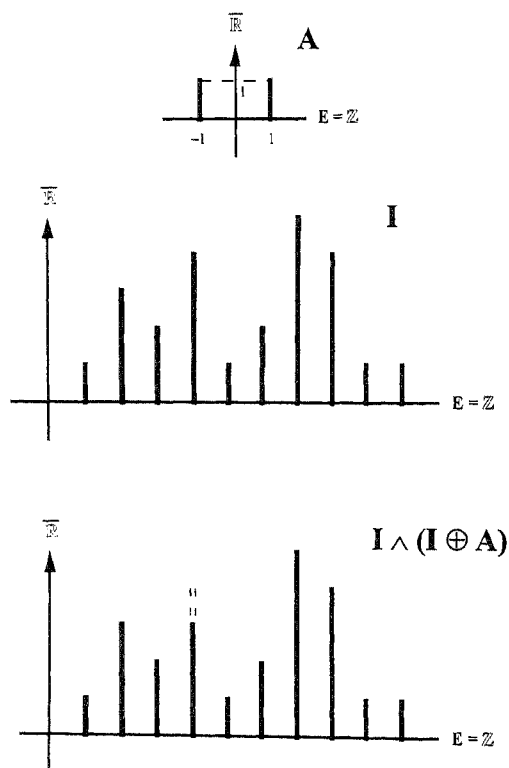 ℝ̅
A
1
E = ℤ
-1 1
ℝ̅
I
E = ℤ
ℝ̅
I ∧ (I ⊕ A)
E = ℤ